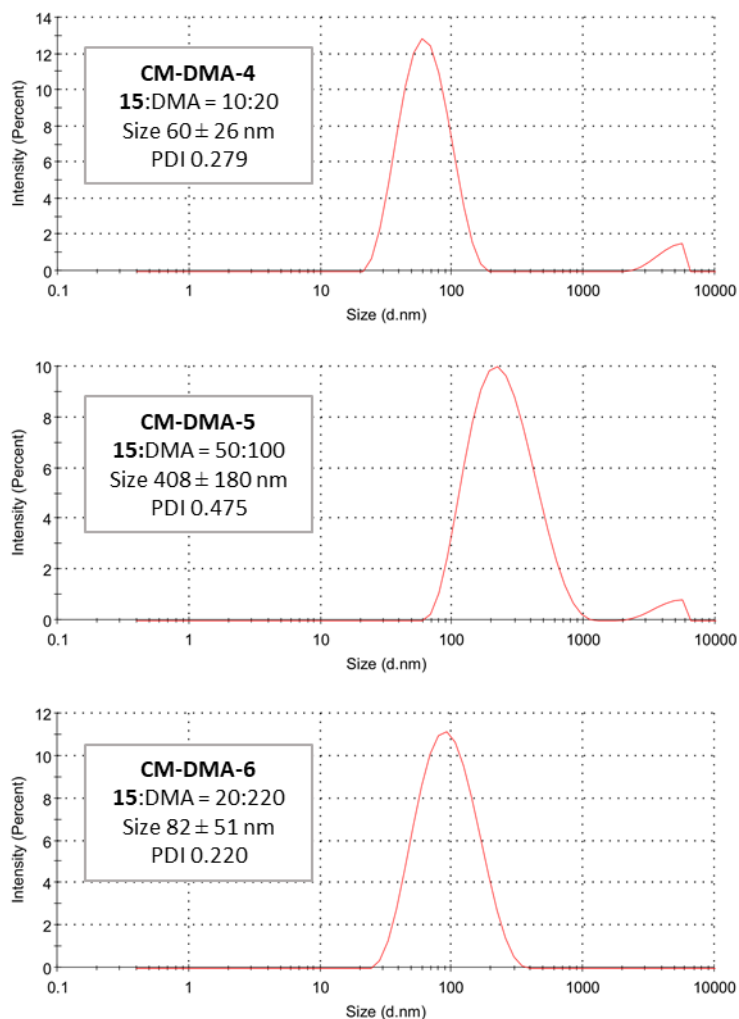 14
12
10
8
6
4
2
0
Intensity (Percent)
CM-DMA-4
15:DMA = 10:20
Size 60 ± 26 nm
PDI 0.279
0.1 1 10 100 1000 10000
Size (d.nm)
10
8
6
4
2
0
Intensity (Percent)
CM-DMA-5
15:DMA = 50:100
Size 408 ± 180 nm
PDI 0.475
0.1 1 10 100 1000 10000
Size (d.nm)
12
10
8
6
4
2
0
Intensity (Percent)
CM-DMA-6
15:DMA = 20:220
Size 82 ± 51 nm
PDI 0.220
0.1 1 10 100 1000 10000
Size (d.nm)